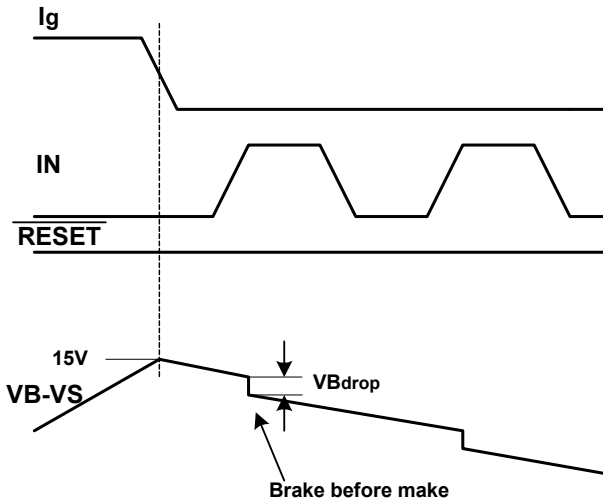 Ig
IN
RESET
15V
VB-VS
VBdrop
Brake before make